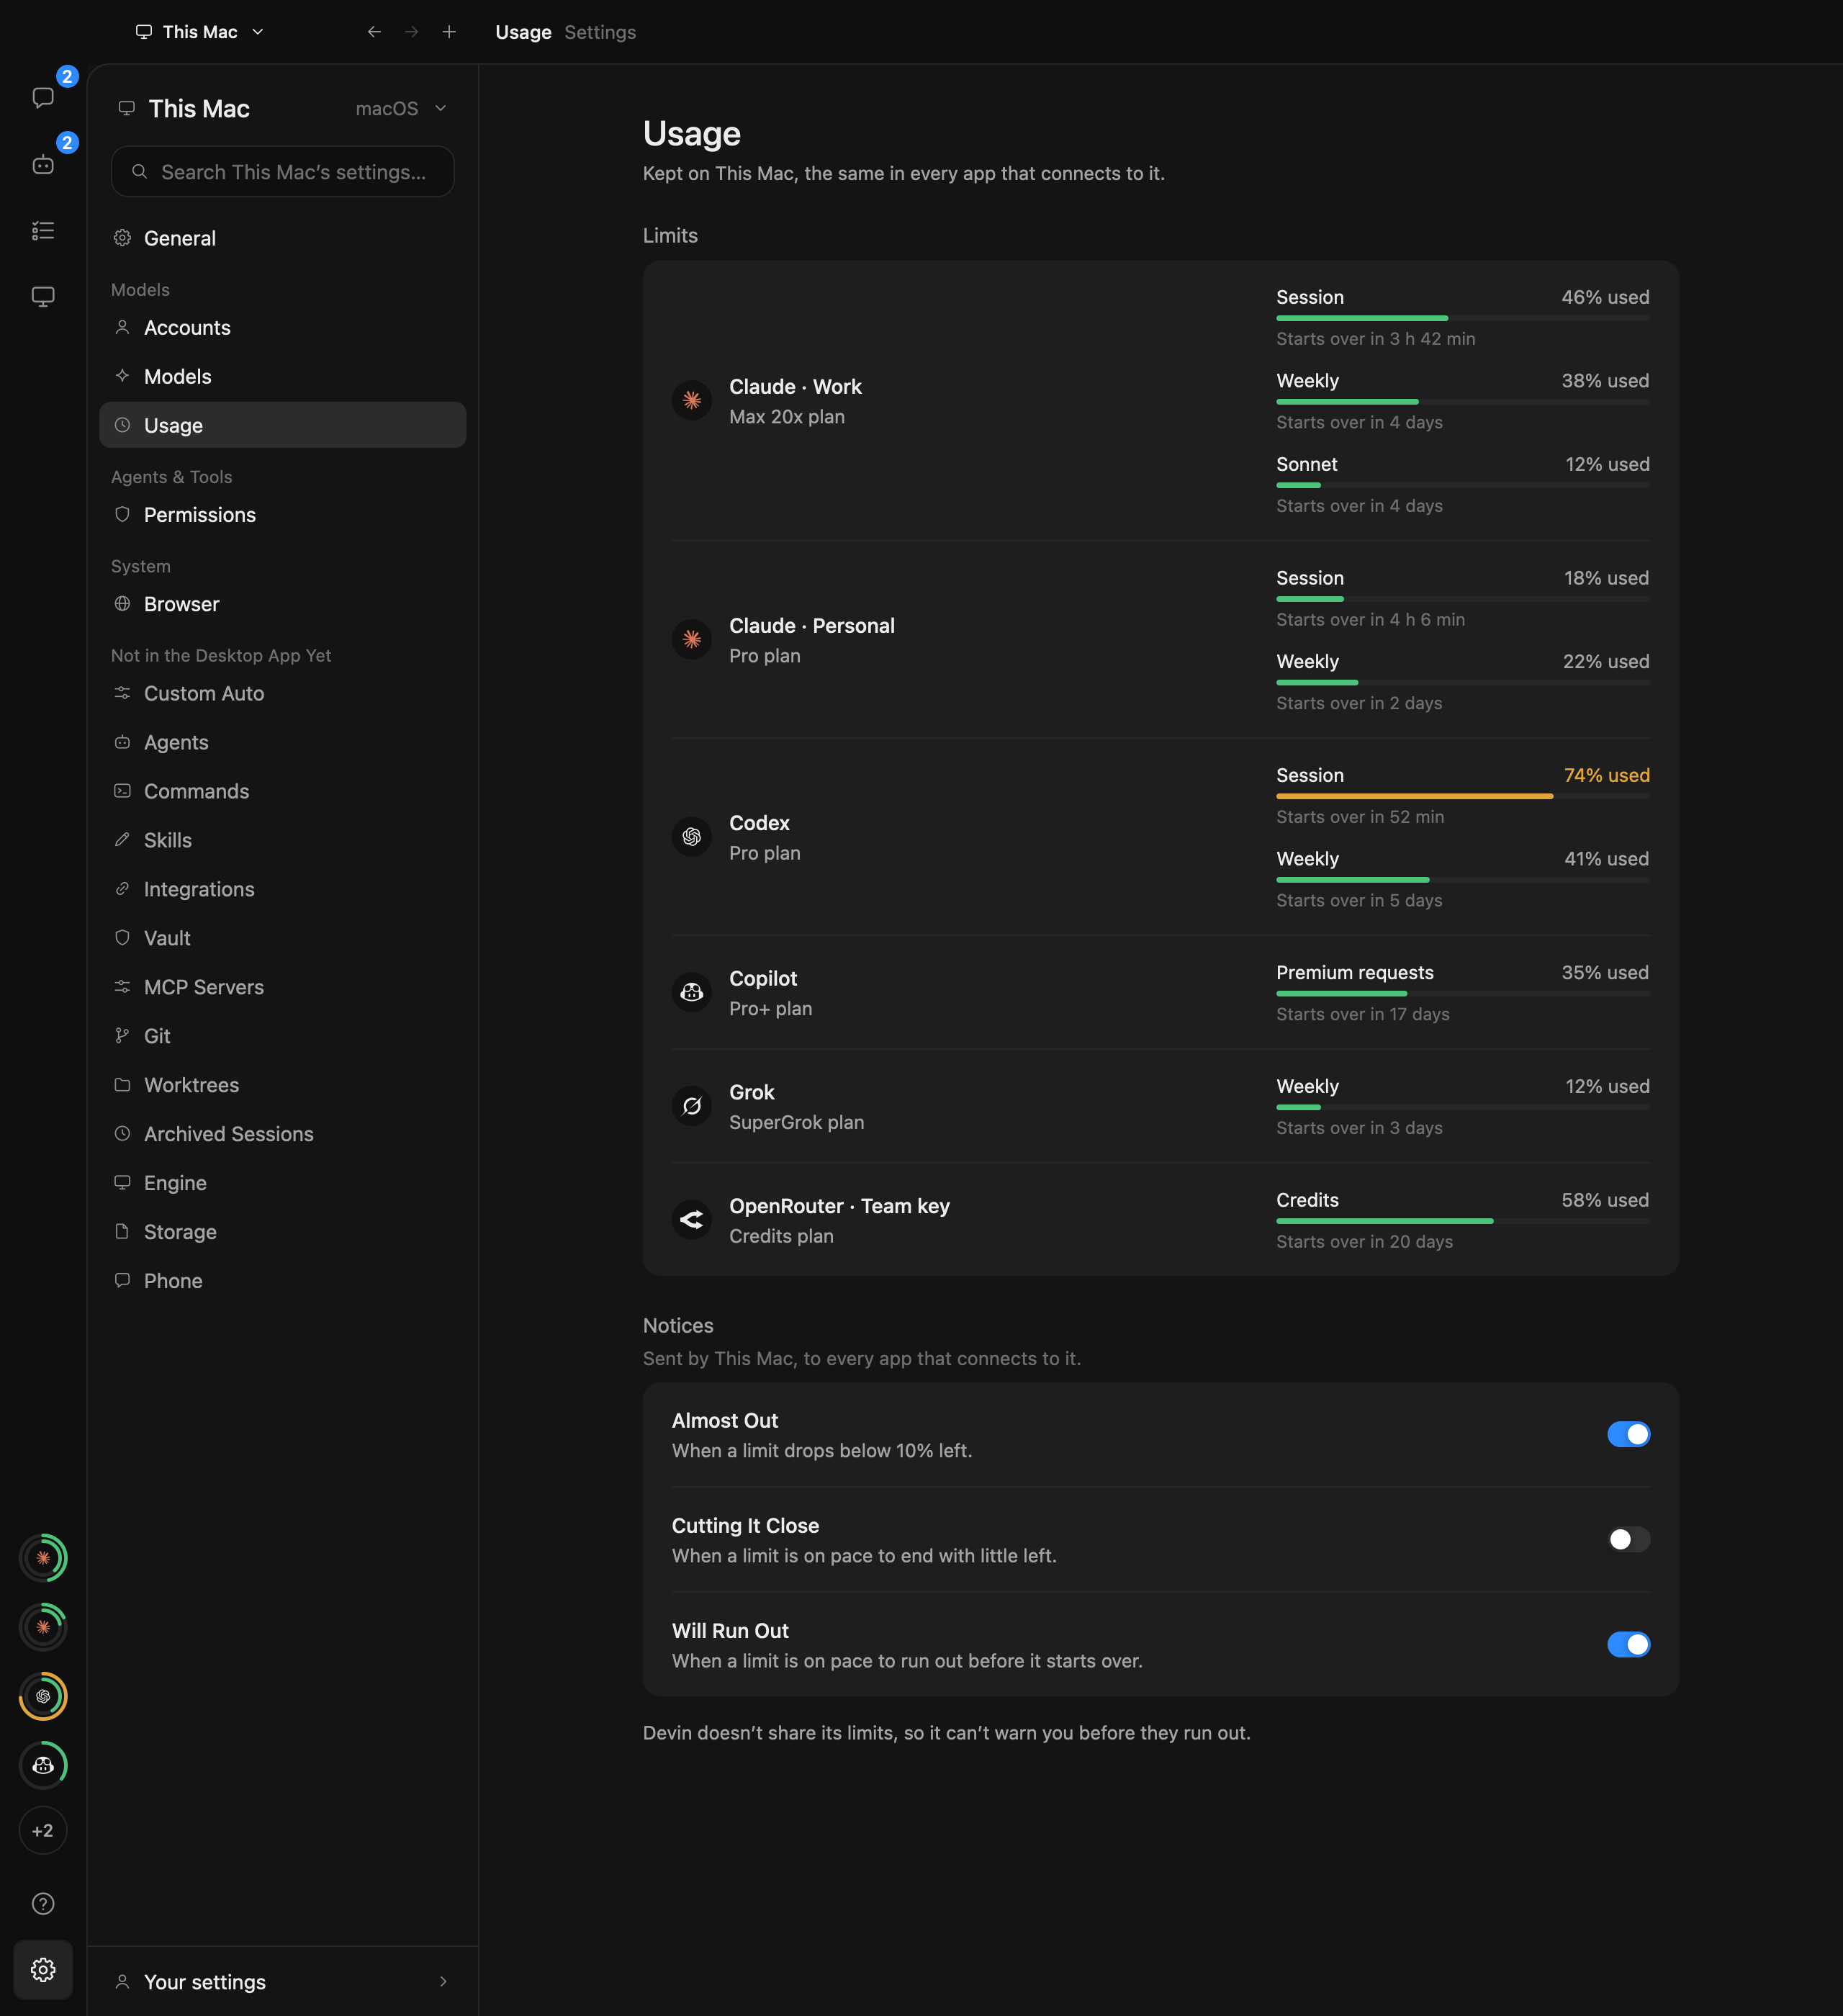 This Mac
Usage Settings
2
2
+2
This Mac macOS
Search This Mac’s settings...
General
Models
Accounts
Models
Usage
Agents & Tools
Permissions
System
Browser
Not in the Desktop App Yet
Custom Auto
Agents
Commands
Skills
Integrations
Vault
MCP Servers
Git
Worktrees
Archived Sessions
Engine
Storage
Phone
Your settings
Usage
Kept on This Mac, the same in every app that connects to it.
Limits
Claude · Work
Max 20x plan
Session 46% used
Starts over in 3 h 42 min
Weekly 38% used
Starts over in 4 days
Sonnet 12% used
Starts over in 4 days
Claude · Personal
Pro plan
Session 18% used
Starts over in 4 h 6 min
Weekly 22% used
Starts over in 2 days
Codex
Pro plan
Session 74% used
Starts over in 52 min
Weekly 41% used
Starts over in 5 days
Copilot
Pro+ plan
Premium requests 35% used
Starts over in 17 days
Grok
SuperGrok plan
Weekly 12% used
Starts over in 3 days
OpenRouter · Team key
Credits plan
Credits 58% used
Starts over in 20 days
Notices
Sent by This Mac, to every app that connects to it.
Almost Out
When a limit drops below 10% left.
Cutting It Close
When a limit is on pace to end with little left.
Will Run Out
When a limit is on pace to run out before it starts over.
Devin doesn’t share its limits, so it can’t warn you before they run out.